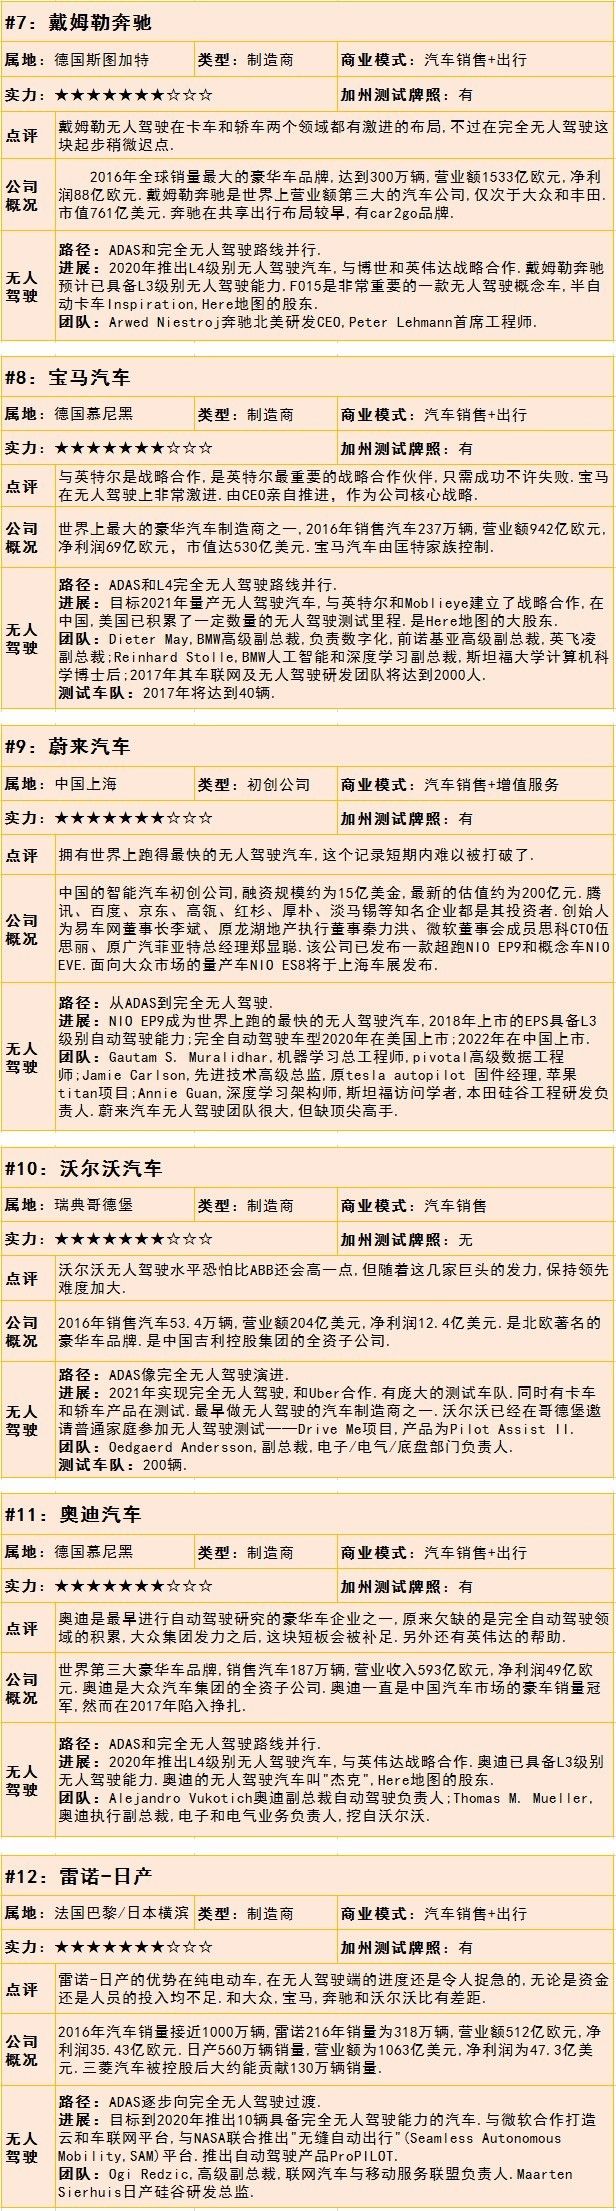 #7: 戴姆勒奔驰
属地: 德国斯图加特 类型: 制造商 商业模式: 汽车销售+出行
实力: ★★★★★★★☆☆☆ 加州测试牌照: 有
点评 戴姆勒无人驾驶在卡车和轿车两个领域都有激进的布局,不过在完全无人驾驶这
块起步稍微迟点.
公司
概况
2016年全球销量最大的豪华车品牌,达到300万辆,营业额1533亿欧元,净利
润88亿欧元.戴姆勒奔驰是世界上营业额第三大的汽车公司,仅次于大众和丰田.
市值761亿美元.奔驰在共享出行布局较早,有car2go品牌.
无人
驾驶
路径: ADAS和完全无人驾驶路线并行.
进展: 2020年推出L4级别无人驾驶汽车,与博世和英伟达战略合作.戴姆勒奔驰
预计已具备L3级别无人驾驶能力.F015是非常重要的一款无人驾驶概念车,半自
动卡车Inspiration,Here地图的股东.
团队: Arwed Niestroj奔驰北美研发CEO,Peter Lehmann首席工程师.
#8: 宝马汽车
属地: 德国慕尼黑 类型: 制造商 商业模式: 汽车销售+出行
实力: ★★★★★★★☆☆☆ 加州测试牌照: 有
点评 与英特尔是战略合作,是英特尔最重要的战略合作伙伴,只需成功不许失败.宝马
在无人驾驶上非常激进.由CEO亲自推进，作为公司核心战略.
公司
概况
世界上最大的豪华汽车制造商之一,2016年销售汽车237万辆,营业额942亿欧元,
净利润69亿欧元，市值达530亿美元.宝马汽车由匡特家族控制.
无人
驾驶
路径: ADAS和L4完全无人驾驶路线并行.
进展: 目标2021年量产无人驾驶汽车,与英特尔和Moblieye建立了战略合作,在
中国,美国已积累了一定数量的无人驾驶测试里程.是Here地图的大股东.
团队: Dieter May,BMW高级副总裁,负责数字化,前诺基亚高级副总裁,英飞凌
副总裁;Reinhard Stolle,BMW人工智能和深度学习副总裁,斯坦福大学计算机科
学博士后;2017年其车联网及无人驾驶研发团队将达到2000人.
测试车队: 2017年将达到40辆.
#9: 蔚来汽车
属地: 中国上海 类型: 初创公司 商业模式: 汽车销售+增值服务
实力: ★★★★★★★☆☆☆ 加州测试牌照: 有
点评 拥有世界上跑得最快的无人驾驶汽车,这个记录短期内难以被打破了.
公司
概况
中国的智能汽车初创公司,融资规模约为15亿美金,最新的估值约为200亿元.腾
讯、百度、京东、高瓴、红杉、厚朴、淡马锡等知名企业都是其投资者.创始人
为易车网董事长李斌、原龙湖地产执行董事秦力洪、微软董事会成员思科CTO伍
思丽、原广汽菲亚特总经理郑显聪.该公司已发布一款超跑NIO EP9和概念车NIO
EVE.面向大众市场的量产车NIO ES8将于上海车展发布.
无人
驾驶
路径: 从ADAS到完全无人驾驶.
进展: NIO EP9成为世界上跑的最快的无人驾驶汽车,2018年上市的EPS具备L3
级别自动驾驶能力;完全自动驾驶车型2020年在美国上市;2022年在中国上市.
团队: Gautam S. Muralidhar,机器学习总工程师,pivotal高级数据工程
师;Jamie Carlson,先进技术高级总监,原tesla autopilot 固件经理,苹果
titan项目;Annie Guan,深度学习架构师,斯坦福访问学者,本田硅谷工程研发负
责人.蔚来汽车无人驾驶团队很大,但缺顶尖高手.
#10: 沃尔沃汽车
属地: 瑞典哥德堡 类型: 制造商 商业模式: 汽车销售
实力: ★★★★★★★☆☆☆ 加州测试牌照: 无
点评 沃尔沃无人驾驶水平恐怕比ABB还会高一点,但随着这几家巨头的发力,保持领先
难度加大.
公司
概况
2016年销售汽车53.4万辆,营业额204亿美元,净利润12.4亿美元.是北欧著名的
豪华车品牌.是中国吉利控股集团的全资子公司.
无人
驾驶
路径: ADAS像完全无人驾驶演进.
进展: 2021年实现完全无人驾驶,和Uber合作.有庞大的测试车队.同时有卡车
和轿车产品在测试.最早做无人驾驶的汽车制造商之一.沃尔沃已经在哥德堡邀
请普通家庭参加无人驾驶测试——Drive Me项目,产品为Pilot Assist II.
团队: Oedgaerd Andersson,副总裁,电子/电气/底盘部门负责人.
测试车队: 200辆.
#11: 奥迪汽车
属地: 德国慕尼黑 类型: 制造商 商业模式: 汽车销售+出行
实力: ★★★★★★★☆☆☆ 加州测试牌照: 有
点评 奥迪是最早进行自动驾驶研究的豪华车企业之一,原来欠缺的是完全自动驾驶领
域的积累,大众集团发力之后,这块短板会被补足.另外还有英伟达的帮助.
公司
概况
世界第三大豪华车品牌,销售汽车187万辆,营业收入593亿欧元,净利润49亿欧
元.奥迪是大众汽车集团的全资子公司.奥迪一直是中国汽车市场的豪车销量冠
军,然而在2017年陷入挣扎.
无人
驾驶
路径: ADAS和完全无人驾驶路线并行.
进展: 2020年推出L4级别无人驾驶汽车,与英伟达战略合作.奥迪已具备L3级别
无人驾驶能力.奥迪的无人驾驶汽车叫"杰克",Here地图的股东.
团队: Alejandro Vukotich奥迪副总裁自动驾驶负责人;Thomas M. Mueller,
奥迪执行副总裁,电子和电气业务负责人,挖自沃尔沃.
#12: 雷诺-日产
属地: 法国巴黎/日本横滨 类型: 制造商 商业模式: 汽车销售+出行
实力: ★★★★★★★☆☆☆ 加州测试牌照: 有
点评 雷诺-日产的优势在纯电动车,在无人驾驶端的进度还是令人捉急的,无论是资金
还是人员的投入均不足.和大众,宝马,奔驰和沃尔沃比有差距.
公司
概况
2016年汽车销量接近1000万辆,雷诺216年销量为318万辆,营业额512亿欧元,净
利润35.43亿欧元.日产560万辆销量,营业额为1063亿美元,净利润为47.3亿美
元.三菱汽车被控股后大约能贡献130万辆销量.
无人
驾驶
路径: ADAS逐步向完全无人驾驶过渡.
进展: 目标到2020年推出10辆具备完全无人驾驶能力的汽车.与微软合作打造
云和车联网平台,与NASA联合推出"无缝自动出行"(Seamless Autonomous
Mobility,SAM)平台.推出自动驾驶产品ProPILOT.
团队: Ogi Redzic,高级副总裁,联网汽车与移动服务联盟负责人.Maarten
Sierhuis日产硅谷研发总监.